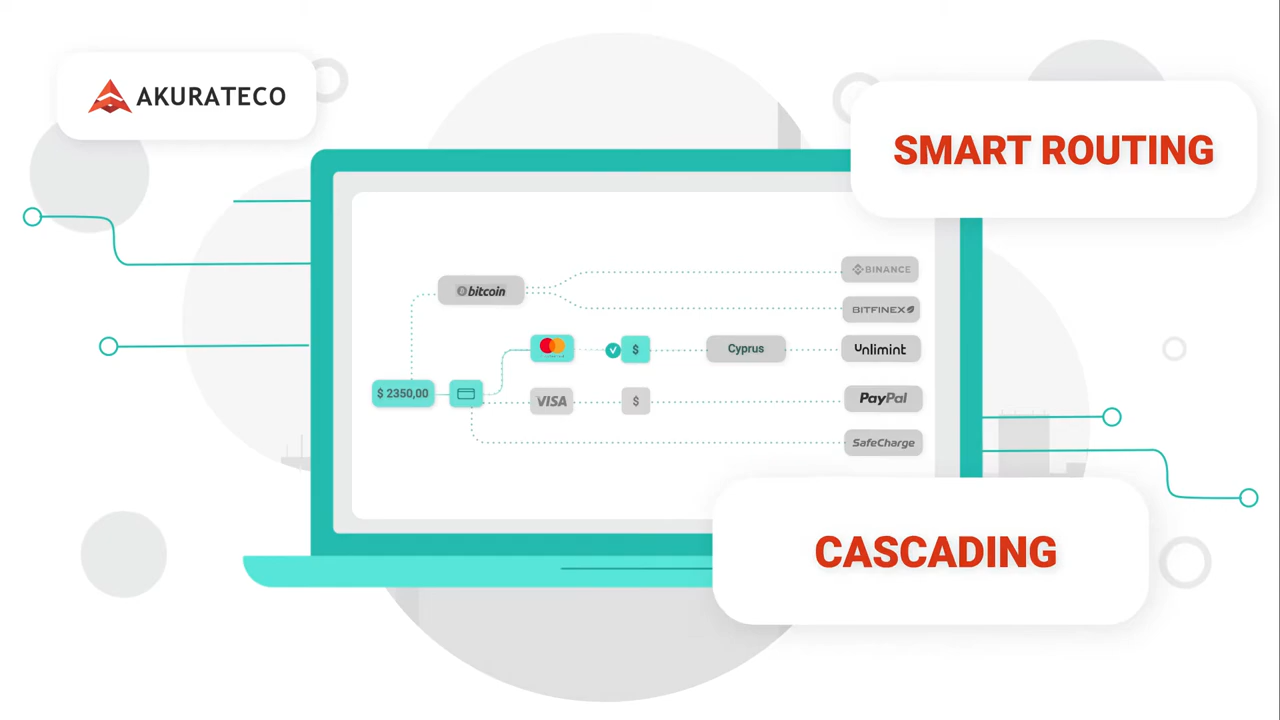 AKURATECO
SMART ROUTING
bitcoin
BINANCE
BITFINEX
$
Cyprus
unlimint
$ 2350,00
VISA
$
PayPal
SafeCharge
CASCADING